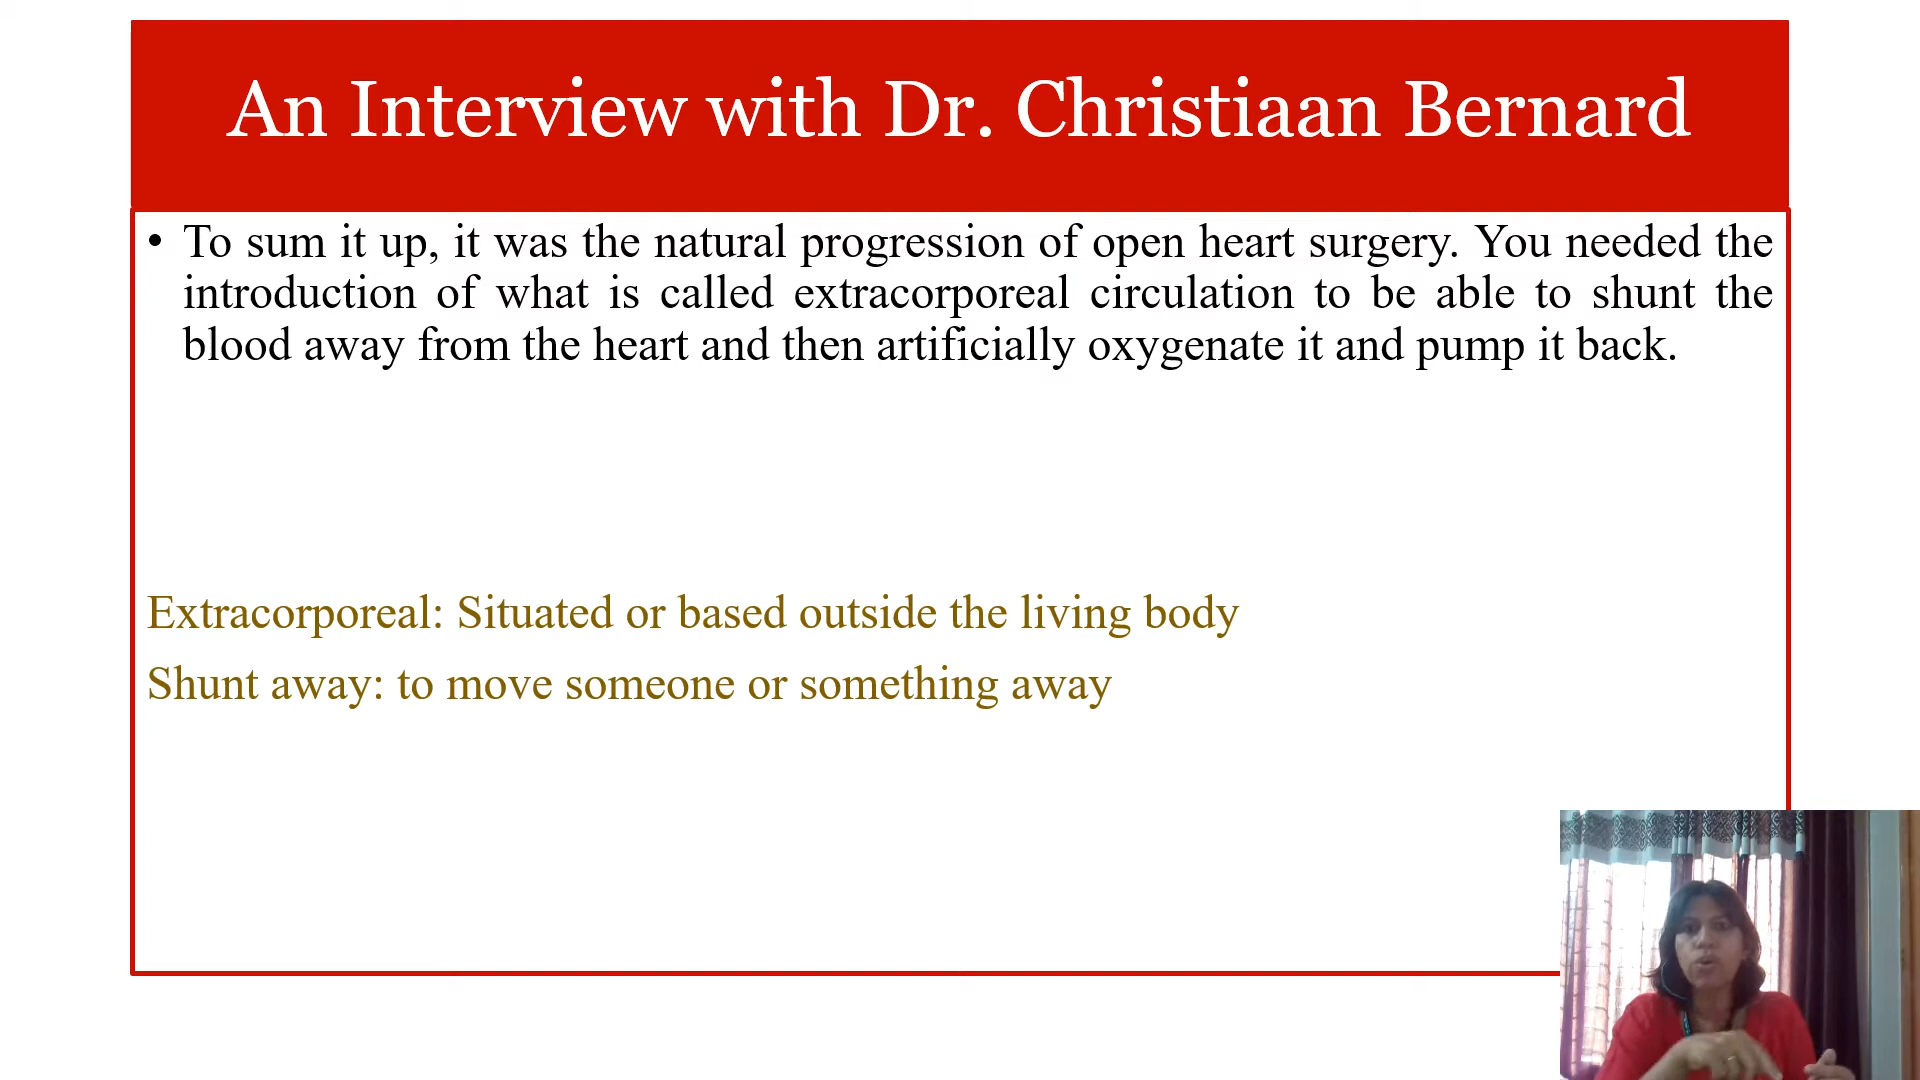 An Interview with Dr. Christiaan Bernard
• To sum it up, it was the natural progression of open heart surgery. You needed the
introduction of what is called extracorporeal circulation to be able to shunt the
blood away from the heart and then artificially oxygenate it and pump it back.
Extracorporeal: Situated or based outside the living body
Shunt away: to move someone or something away